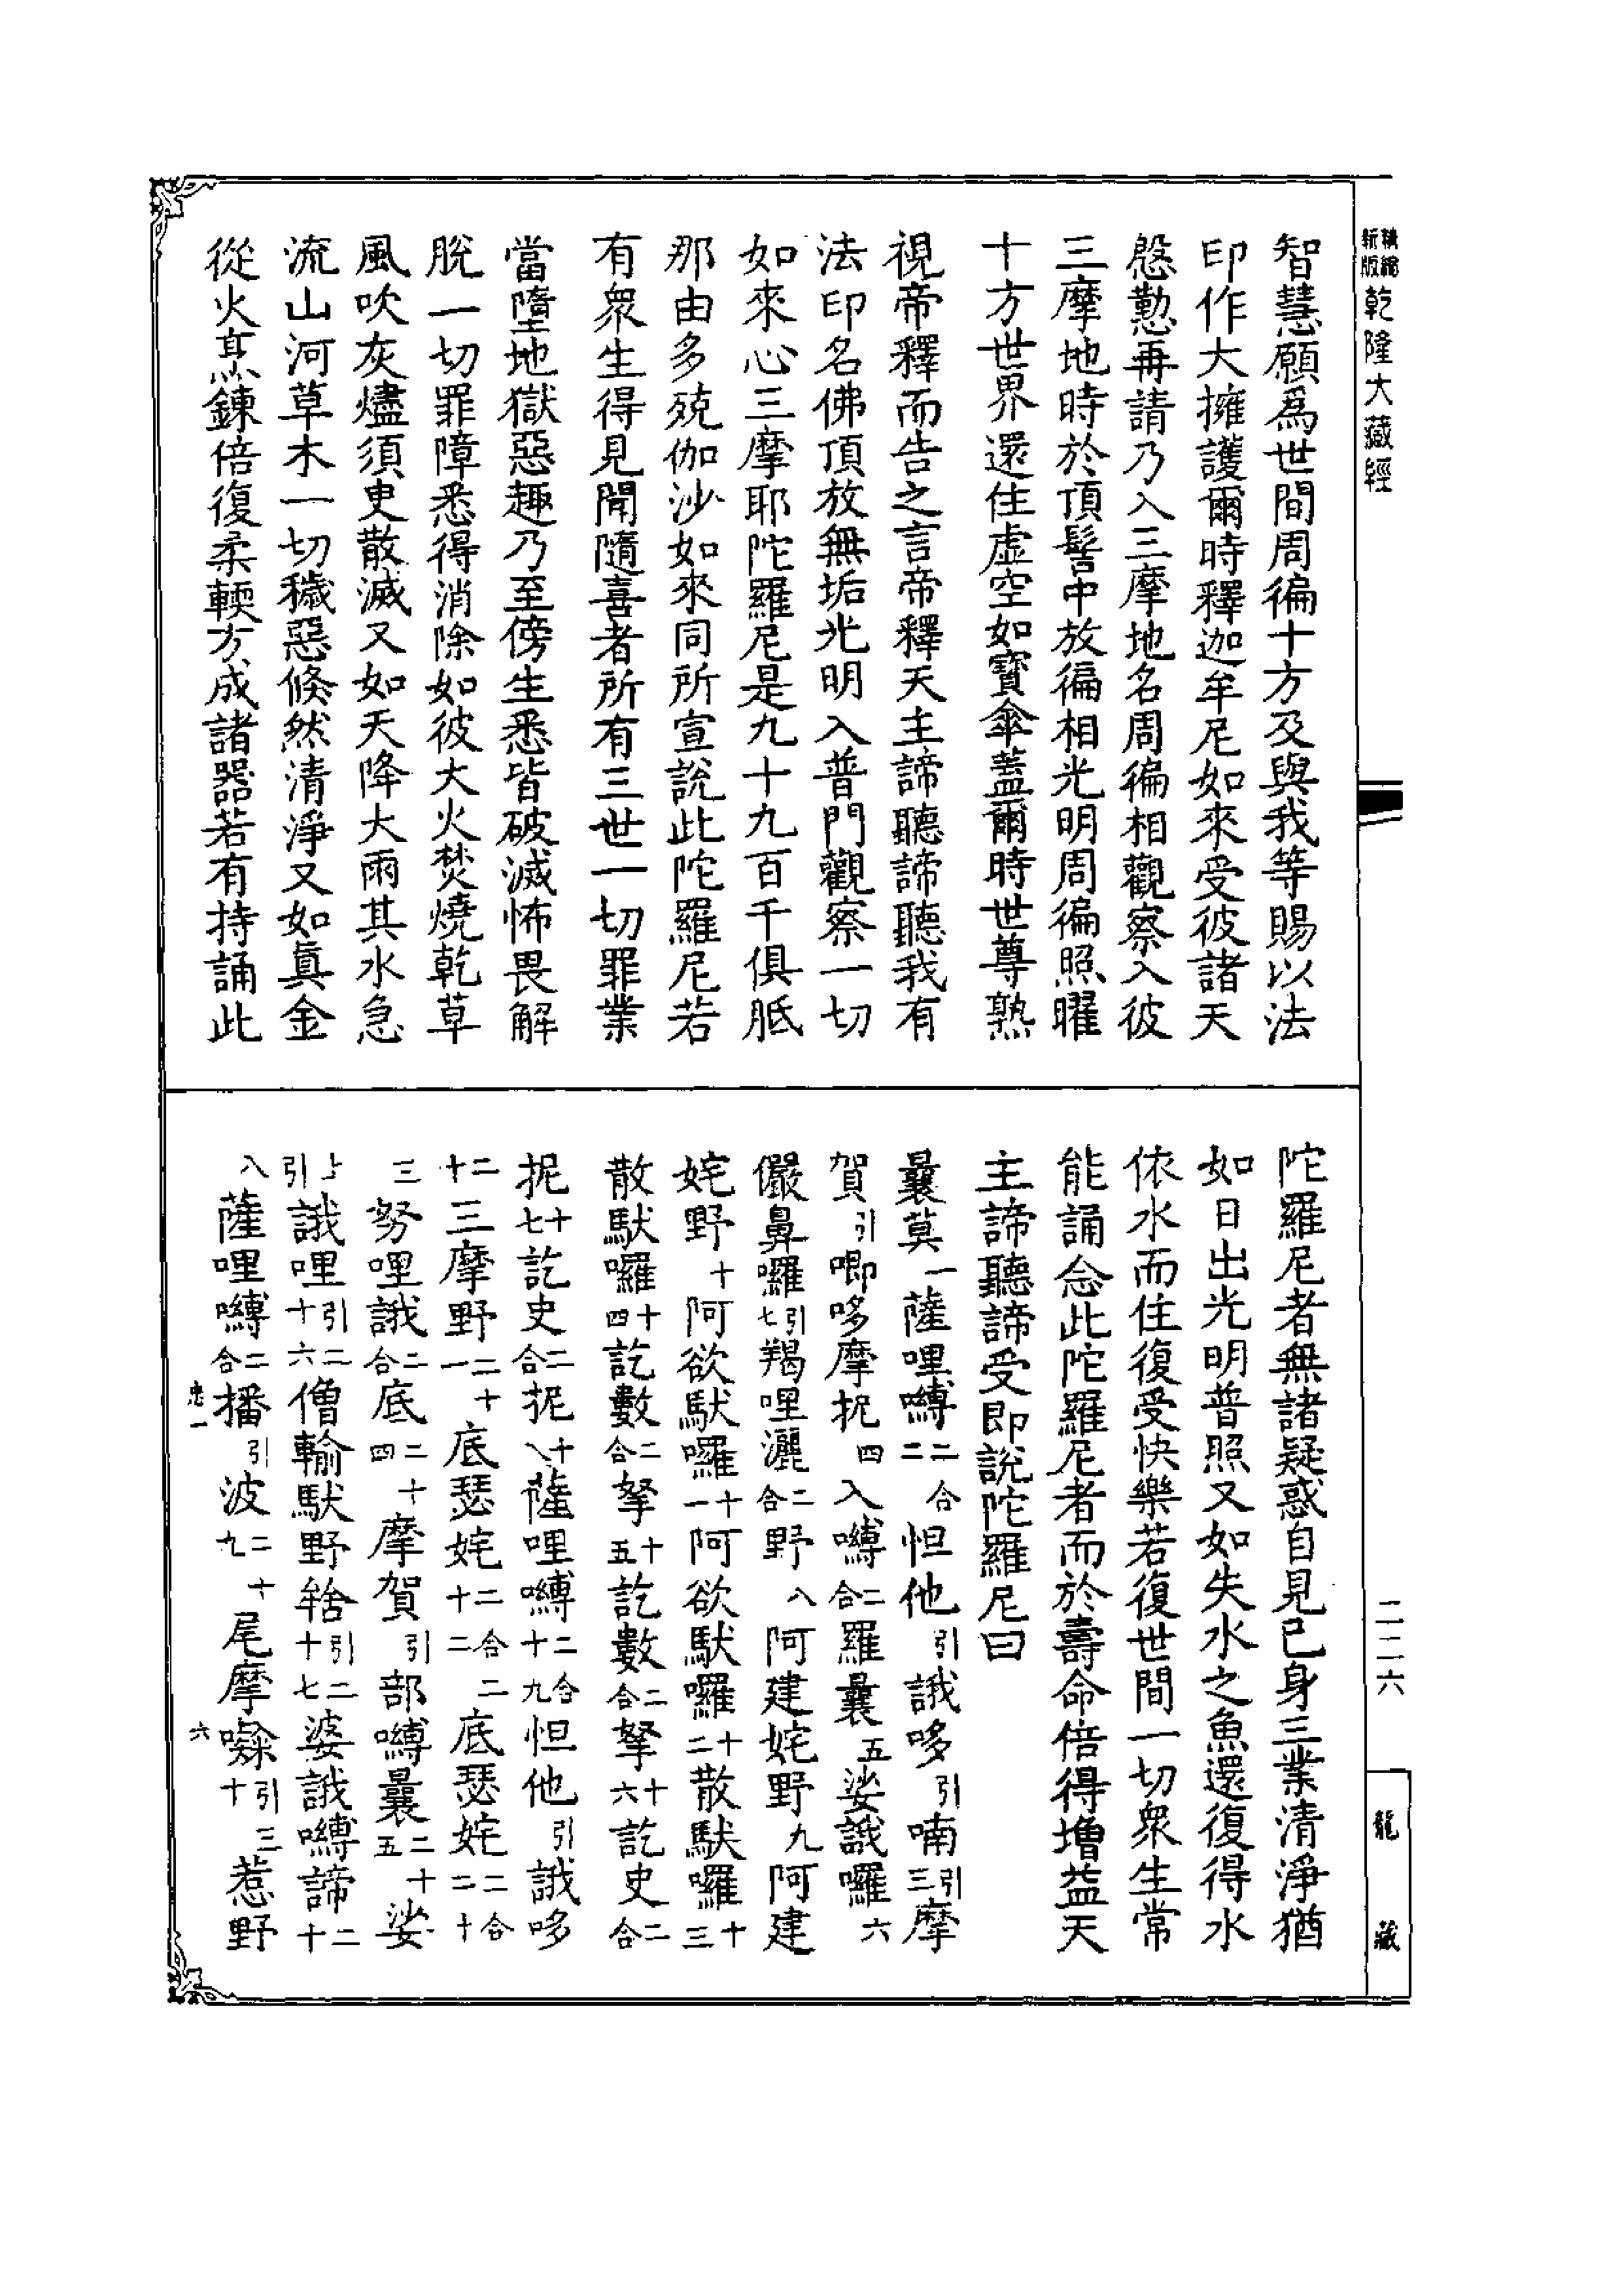 新版 精縮 乾隆大藏經
智慧願為世間周徧十方及與我等賜以法
印作大擁護爾時釋迦牟尼如來受彼諸天
慇懃再請乃入三摩地名周徧相觀察入彼
三摩地時於頂髻中放徧相光明周徧照曜
十方世界還住虛空如寶傘蓋爾時世尊熟
視帝釋而告之言帝釋天主諦聽諦聽我有
法印名佛頂放無垢光明入普門觀察一切
如來心三摩耶陀羅尼是九十九百千俱胝
那由多殑伽沙如來同所宣說此陀羅尼若
有眾生得見聞隨喜者所有三世一切罪業
當墮地獄惡趣乃至傍生悉皆破滅怖畏解
脫一切罪障悉得消除如彼大火焚燒乾草
風吹灰燼須臾散滅又如天降大雨其水急
流山河草木一切穢惡倏然清淨又如真金
從火烹鍊倍復柔輭方成諸器若有持誦此
陀羅尼者無諸疑惑自見己身三業清淨猶
如日出光明普照又如失水之魚還復得水
依水而住復受快樂若復世間一切眾生常
能誦念此陀羅尼者而於壽命倍得增益天
主諦聽諦受即說陀羅尼曰
曩莫一薩哩嚩二合二怛他引誐哆引喃引三摩
賀引唧哆摩抳四入嚩二合羅曩五娑誐囉六
儼鼻囉引七羯哩灑二合野八阿建姹野九阿建
姹野十阿欲馱囉十一阿欲馱囉十二散馱囉十三
散馱囉十四訖數二合拏十五訖數二合拏十六訖史二合
抳十七訖史二合抳十八薩哩嚩二合十九怛他引誐哆
二十三摩野二十一底瑟姹二合二十二底瑟姹二合二十
三努哩誐二合底二十四摩賀引部嚩曩二十五娑
上引誐哩引二十六僧輸馱野牟舍引二十七婆誐嚩諦二十
八薩哩嚩二合播引波二十九尾摩㘑引三十惹野
忠一 六
二二六
龍藏